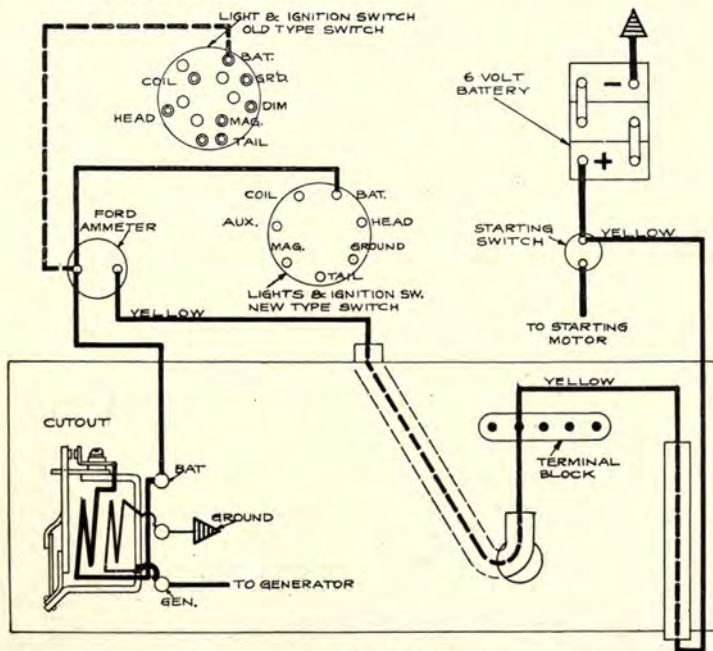 LIGHT & IGNITION SWITCH
OLD TYPE SWITCH
BAT.
COIL
GR'D.
DIM
HEAD
MAG.
TAIL
6 VOLT
BATTERY
-
+
COIL
BAT.
AUX.
HEAD
MAG.
GROUND
TAIL
LIGHTS & IGNITION SW.
NEW TYPE SWITCH
FORD
AMMETER
YELLOW
STARTING
SWITCH
YELLOW
TO STARTING
MOTOR
YELLOW
CUTOUT
BAT
TERMINAL
BLOCK
GROUND
TO GENERATOR
GEN.